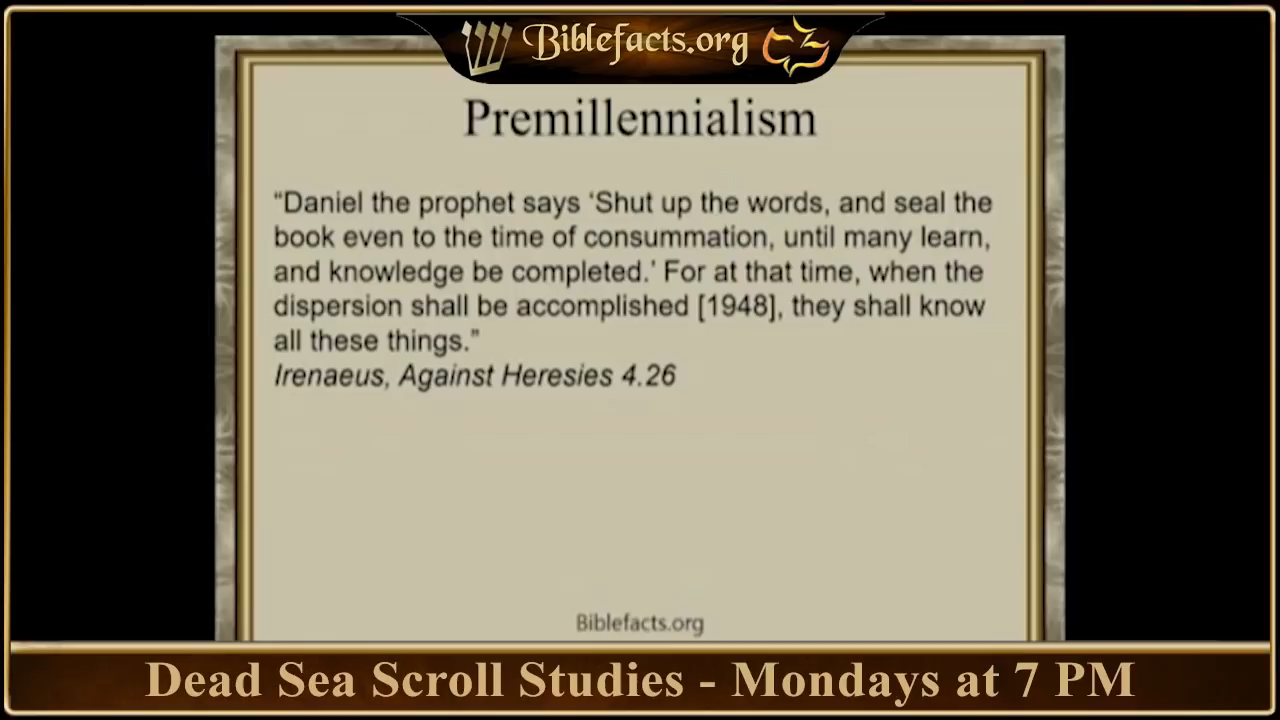 Biblefacts.org
Premillennialism
“Daniel the prophet says ‘Shut up the words, and seal the
book even to the time of consummation, until many learn,
and knowledge be completed.’ For at that time, when the
dispersion shall be accomplished [1948], they shall know
all these things.”
Irenaeus, Against Heresies 4.26
Biblefacts.org
Dead Sea Scroll Studies - Mondays at 7 PM